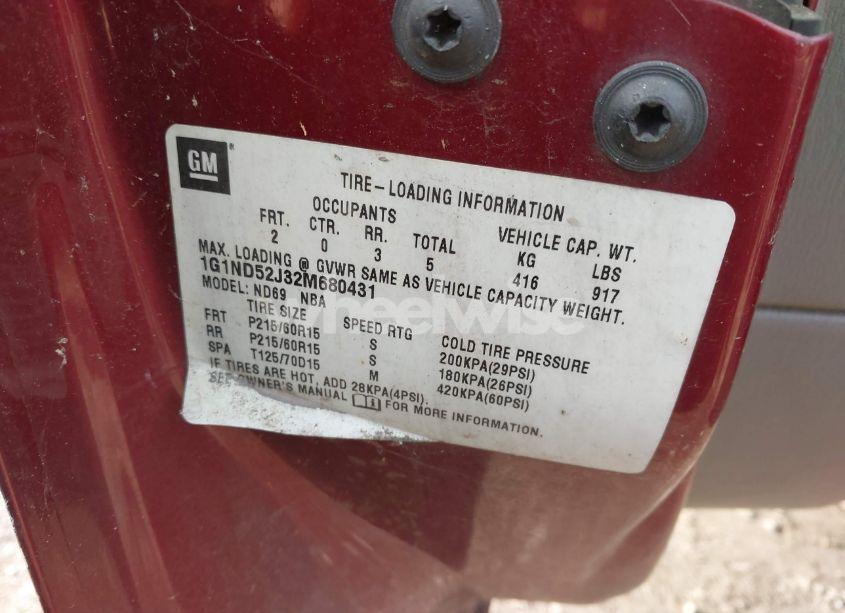 GM
TIRE-LOADING INFORMATION
OCCUPANTS VEHICLE CAP. WT.
FRT. CTR. RR. TOTAL KG LBS
2 0 3 5 416 917
MAX. LOADING @ GVWR SAME AS VEHICLE CAPACITY WEIGHT.
1G1ND52J32M680431
MODEL: ND69 NBA
TIRE SIZE SPEED RTG COLD TIRE PRESSURE
FRT P215/60R15 S 200KPA(29PSI)
RR P215/60R15 S 180KPA(26PSI)
SPA T125/70D15 M 420KPA(60PSI)
IF TIRES ARE HOT, ADD 28KPA(4PSI).
SEE OWNER'S MANUAL FOR MORE INFORMATION.
wheelwise